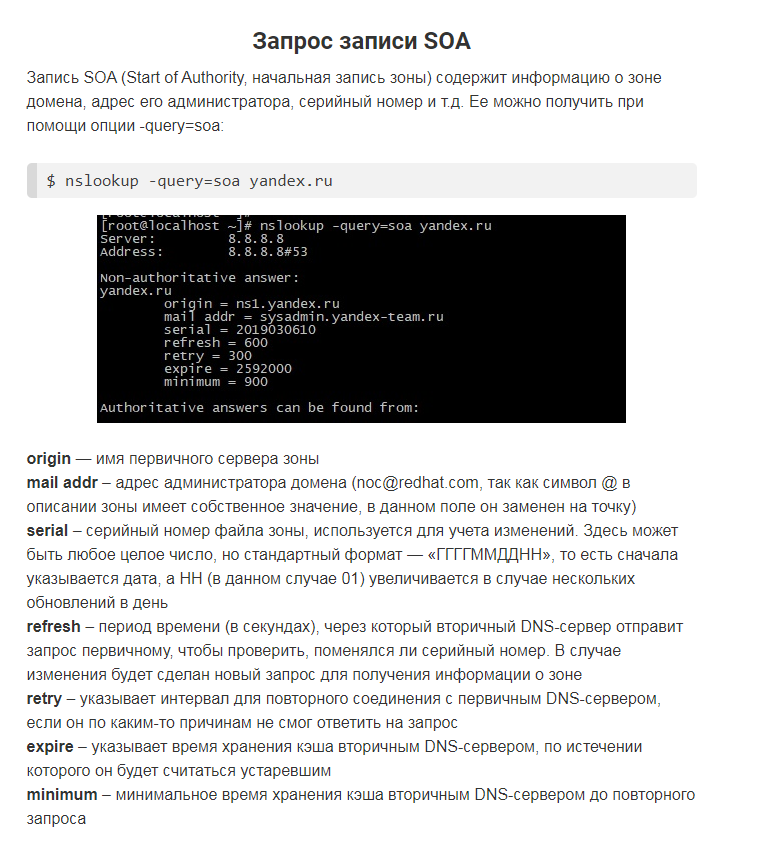 Запрос записи SOA
Запись SOA (Start of Authority, начальная запись зоны) содержит информацию о зоне
домена, адрес его администратора, серийный номер и т.д. Ее можно получить при
помощи опции -query=soa:
$ nslookup -query=soa yandex.ru
[root@localhost ~]# nslookup -query=soa yandex.ru
Server:         8.8.8.8
Address:        8.8.8.8#53
Non-authoritative answer:
yandex.ru
origin = ns1.yandex.ru
mail addr = sysadmin.yandex-team.ru
serial = 2019030610
refresh = 600
retry = 300
expire = 2592000
minimum = 900
Authoritative answers can be found from:
origin — имя первичного сервера зоны
mail addr – адрес администратора домена (noc@redhat.com, так как символ @ в
описании зоны имеет собственное значение, в данном поле он заменен на точку)
serial – серийный номер файла зоны, используется для учета изменений. Здесь может
быть любое целое число, но стандартный формат — «ГГГГММДДНН», то есть сначала
указывается дата, а НН (в данном случае 01) увеличивается в случае нескольких
обновлений в день
refresh – период времени (в секундах), через который вторичный DNS-сервер отправит
запрос первичному, чтобы проверить, поменялся ли серийный номер. В случае
изменения будет сделан новый запрос для получения информации о зоне
retry – указывает интервал для повторного соединения с первичным DNS-сервером,
если он по каким-то причинам не смог ответить на запрос
expire – указывает время хранения кэша вторичным DNS-сервером, по истечении
которого он будет считаться устаревшим
minimum – минимальное время хранения кэша вторичным DNS-сервером до повторного
запроса